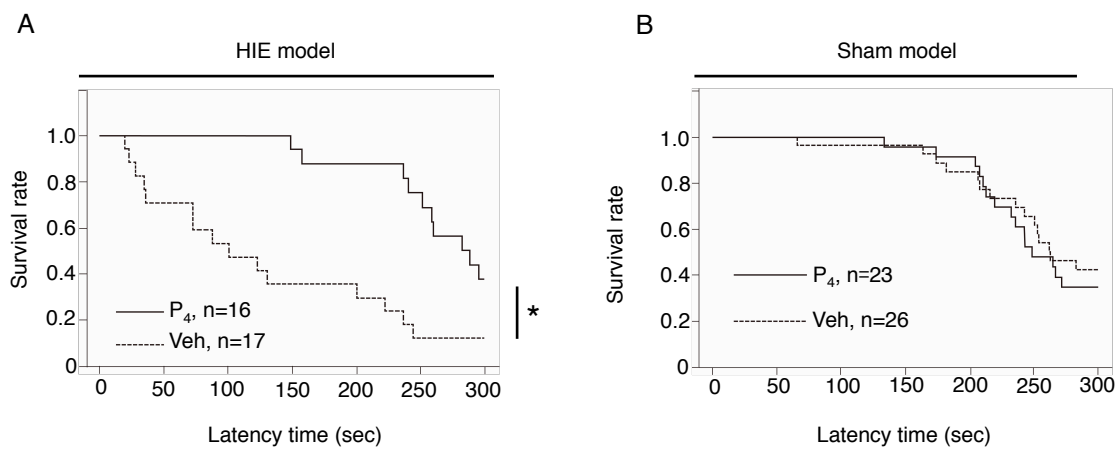 A
HIE model
Survival rate
1.0
0.8
0.6
0.4
0.2
0
P4, n=16
Veh, n=17
*
0 50 100 150 200 250 300
Latency time (sec)
B
Sham model
Survival rate
1.0
0.8
0.6
0.4
0.2
0
P4, n=23
Veh, n=26
0 50 100 150 200 250 300
Latency time (sec)